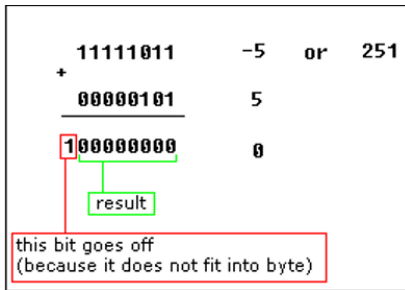 11111011 -5 or 251
+
00000101 5
100000000 0
result
this bit goes off
(because it does not fit into byte)